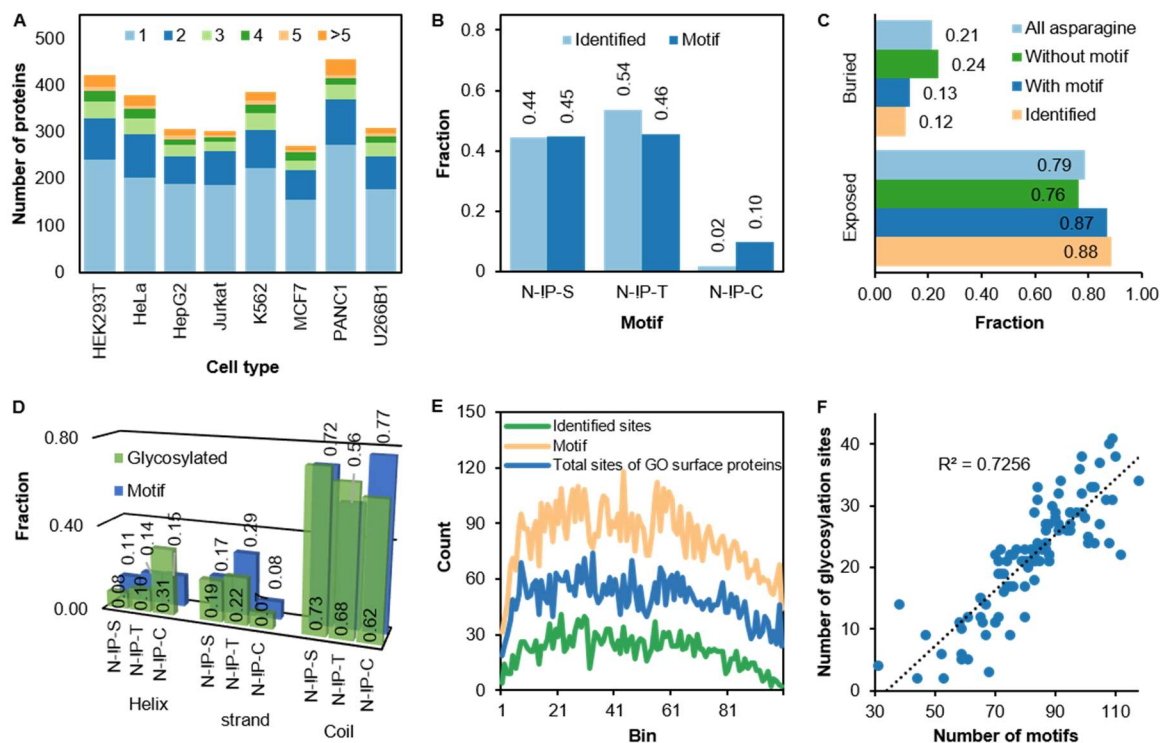 A
Number of proteins
500
400
300
200
100
0
1 2 3 4 5 >5
HEK293T
HeLa
HepG2
Jurkat
K562
MCF7
PANC1
U266B1
Cell type
B
Fraction
0.8
0.6
0.4
0.2
0
Identified Motif
0.44
0.45
0.54
0.46
0.02
0.10
N-!P-S N-!P-T N-!P-C
Motif
C
Buried
Exposed
0.21
0.24
0.13
0.12
0.79
0.76
0.87
0.88
All asparagine
Without motif
With motif
Identified
0.00 0.20 0.40 0.60 0.80 1.00
Fraction
D
Fraction
0.80
0.40
0.00
Glycosylated
Motif
0.08
0.11
0.10
0.14
0.31
0.15
0.19
0.17
0.22
0.29
0.07
0.08
0.73
0.72
0.68
0.56
0.62
0.77
N-!P-S
N-!P-T
N-!P-C
N-!P-S
N-!P-T
N-!P-C
N-!P-S
N-!P-T
N-!P-C
Helix
strand
Coil
E
Count
150
120
90
60
30
0
Identified sites
Motif
Total sites of GO surface proteins
1 21 41 61 81
Bin
F
Number of glycosylation sites
40
30
20
10
0
R² = 0.7256
30 50 70 90 110
Number of motifs